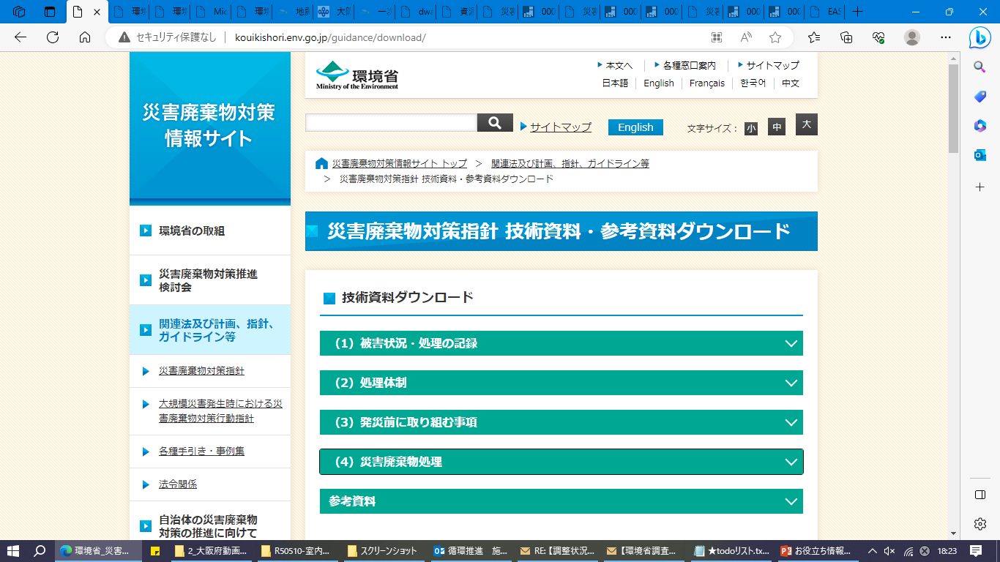 環境
環境
Mic
環境
地震
大阪
一次
dwa
資源
災害
000
災害
000
000
災害
000
000
EAS
セキュリティ保護なし
kouikishori.env.go.jp/guidance/download/
災害廃棄物対策
情報サイト
環境省
Ministry of the Environment
本文へ
各種窓口案内
サイトマップ
日本語
English
Français
한국어
中文
サイトマップ
English
文字サイズ：
小
中
大
災害廃棄物対策情報サイト トップ ＞ 関連法及び計画、指針、ガイドライン等
＞ 災害廃棄物対策指針 技術資料・参考資料ダウンロード
災害廃棄物対策指針 技術資料・参考資料ダウンロード
技術資料ダウンロード
（1）被害状況・処理の記録
（2）処理体制
（3）発災前に取り組む事項
（4）災害廃棄物処理
参考資料
環境省の取組
災害廃棄物対策推進
検討会
関連法及び計画、指針、
ガイドライン等
災害廃棄物対策指針
大規模災害発生時における災
害廃棄物対策行動指針
各種手引き・事例集
法令関係
自治体の災害廃棄物
対策の推進に向けて
環境省_災害...
2_大阪府動画...
R50510-室内...
スクリーンショット
循環推進　施...
RE:【調整状況...
【環境省調査...
★todoリスト.tx...
お役立ち情報...
18:23